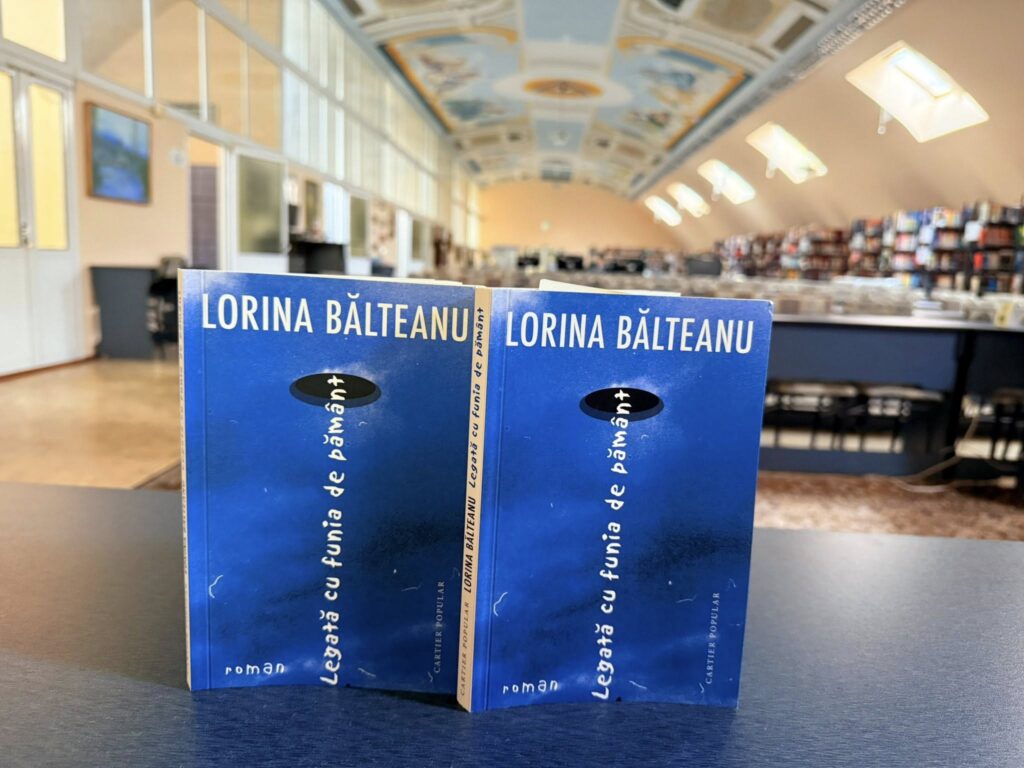 LORINA BĂLTEANU
Legată cu funia de pământ
CARTIER POPULAR
roman
CARTIER POPULAR LORINA BĂLTEANU Legată cu funia de pământ
LORINA BĂLTEANU
Legată cu funia de pământ
CARTIER POPULAR
roman